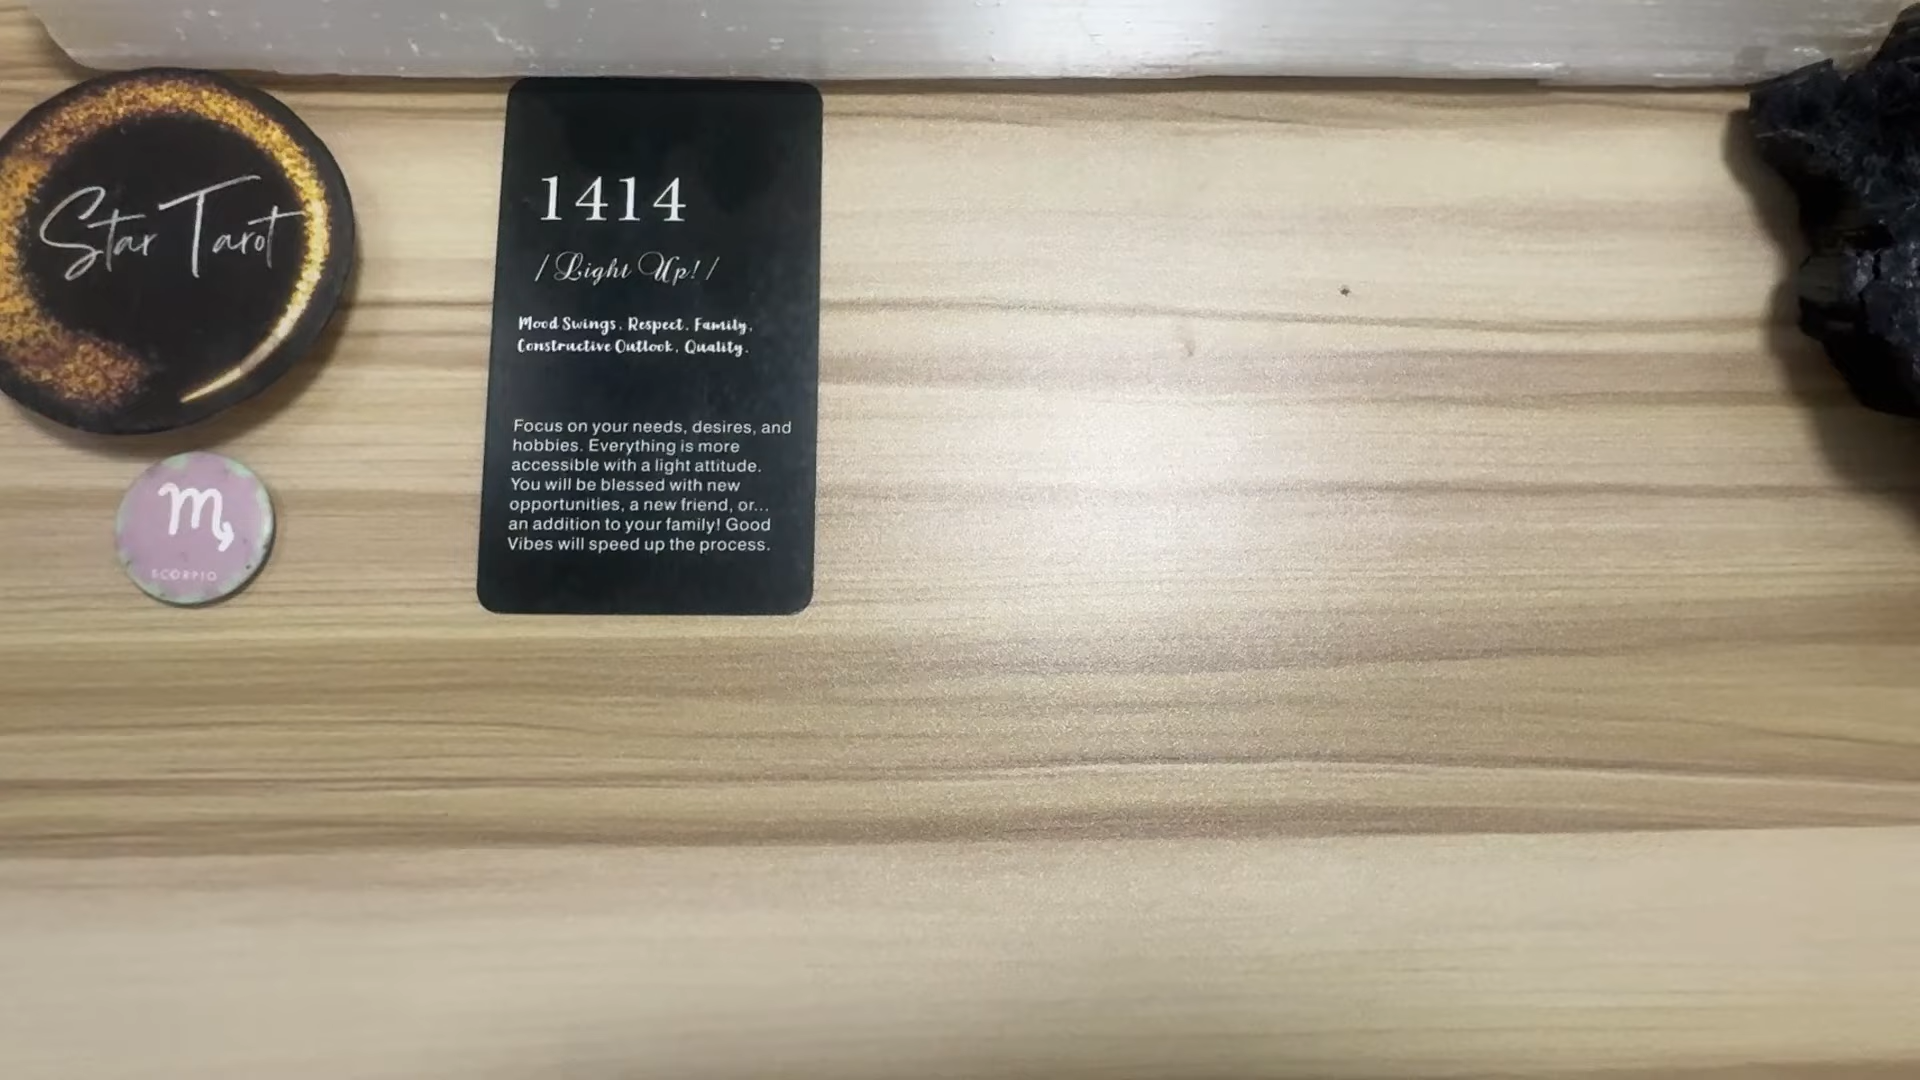 Star Tarot
SCORPIO
1414
/ Light Up! /
Mood Swings, Respect, Family,
Constructive Outlook, Quality.
Focus on your needs, desires, and
hobbies. Everything is more
accessible with a light attitude.
You will be blessed with new
opportunities, a new friend, or...
an addition to your family! Good
Vibes will speed up the process.